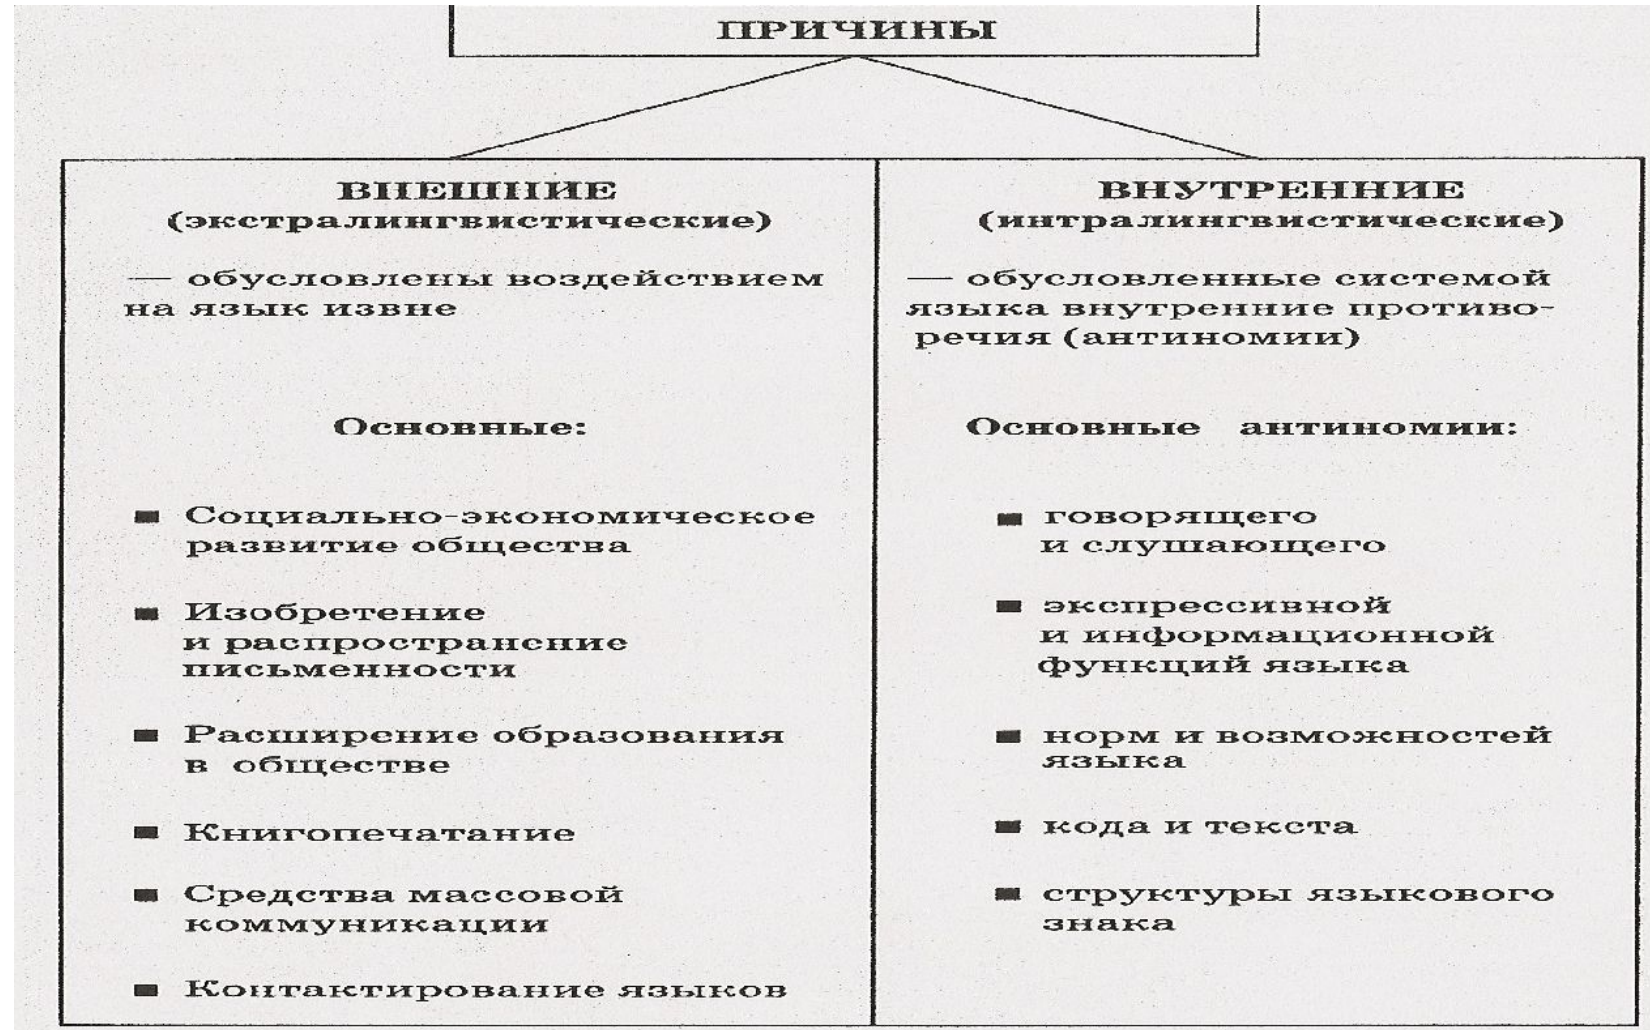 ПРИЧИНЫ
ВНЕШНИЕ
(экстралингвистические)
— обусловлены воздействием
на язык извне
Основные:
■ Социально-экономическое
развитие общества
■ Изобретение
и распространение
письменности
■ Расширение образования
в обществе
■ Книгопечатание
■ Средства массовой
коммуникации
■ Контактирование языков
ВНУТРЕННИЕ
(интралингвистические)
— обусловленные системой
языка внутренние противо-
речия (антиномии)
Основные антиномии:
■ говорящего
и слушающего
■ экспрессивной
и информационной
функций языка
■ норм и возможностей
языка
■ кода и текста
■ структуры языкового
знака